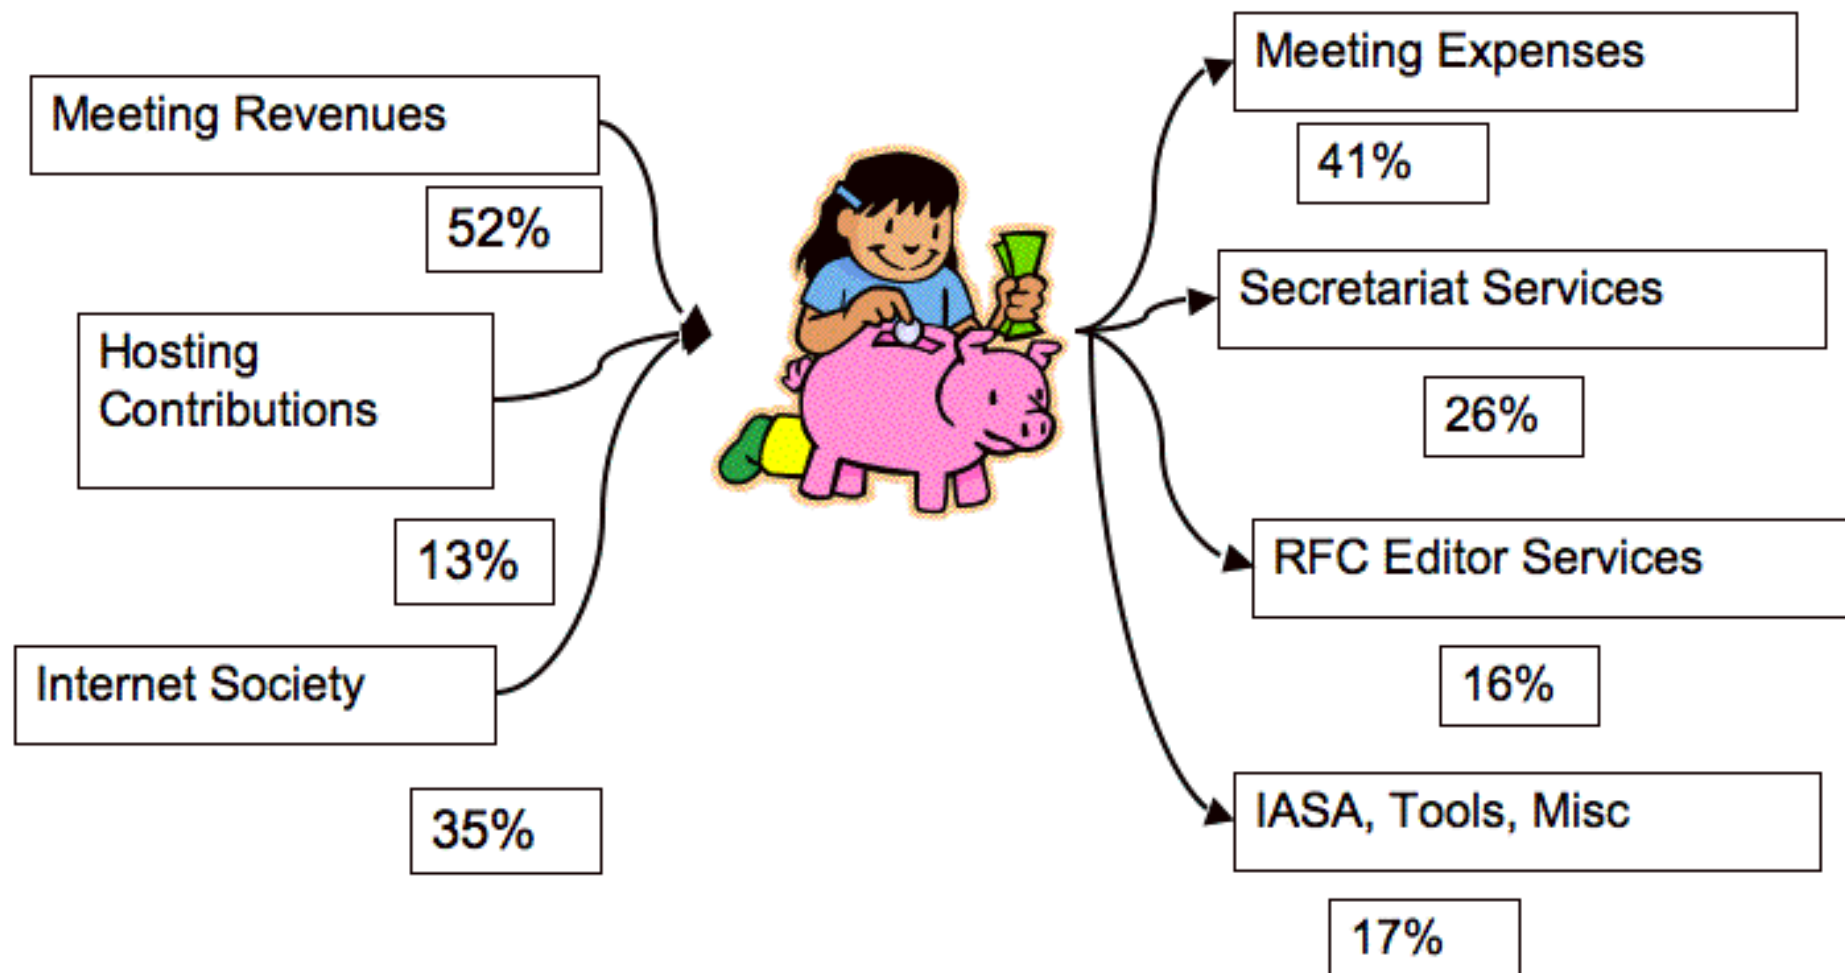 Meeting Revenues
52%
Hosting
Contributions
13%
Internet Society
35%
Meeting Expenses
41%
Secretariat Services
26%
RFC Editor Services
16%
IASA, Tools, Misc
17%